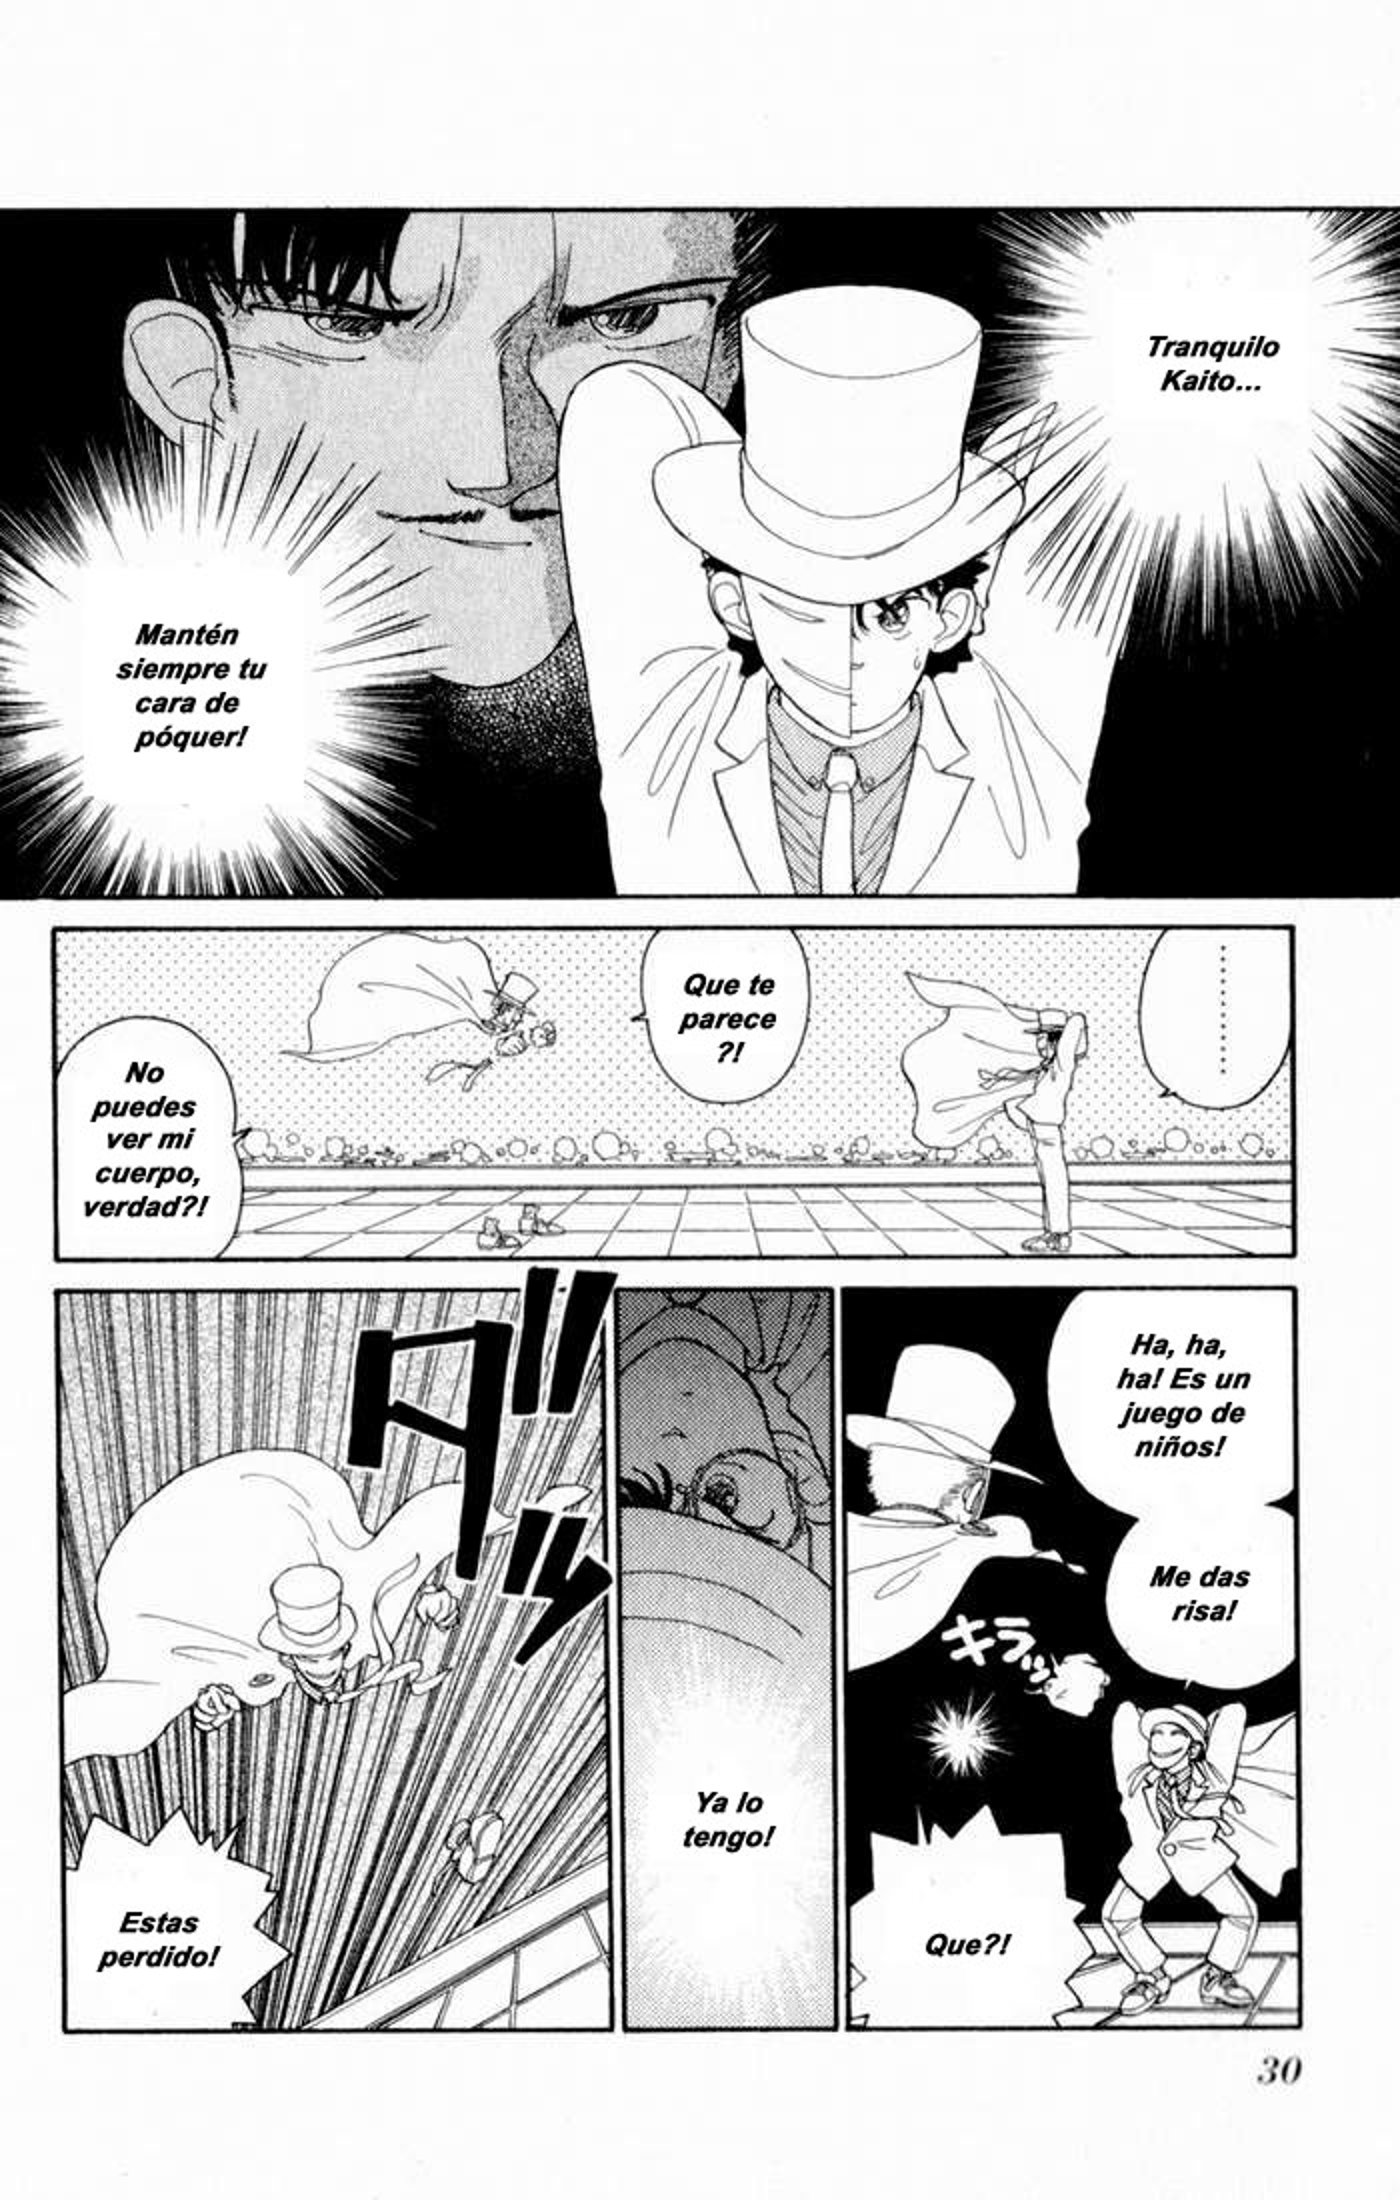 Tranquilo
Kaito...
Mantén
siempre tu
cara de
póquer!
..........
Que te
parece
?!
No
puedes
ver mi
cuerpo,
verdad?!
Ha, ha,
ha! Es un
juego de
niños!
Me das
risa!
キラッ
Que?!
Ya lo
tengo!
ダッ
Estas
perdido!
30